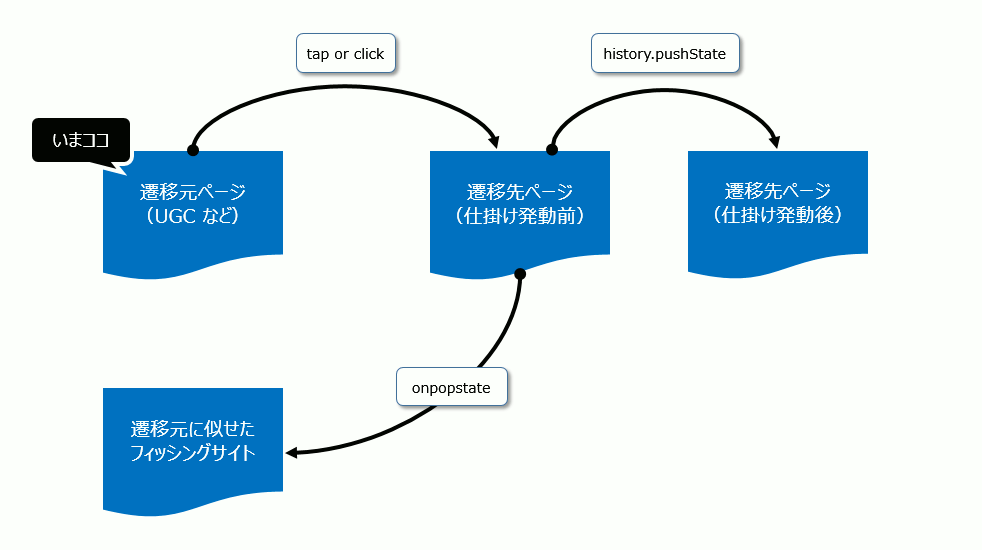 tap or click
history.pushState
いまココ
遷移元ページ
（UGC など）
遷移先ページ
（仕掛け発動前）
遷移先ページ
（仕掛け発動後）
onpopstate
遷移元に似せた
フィッシングサイト